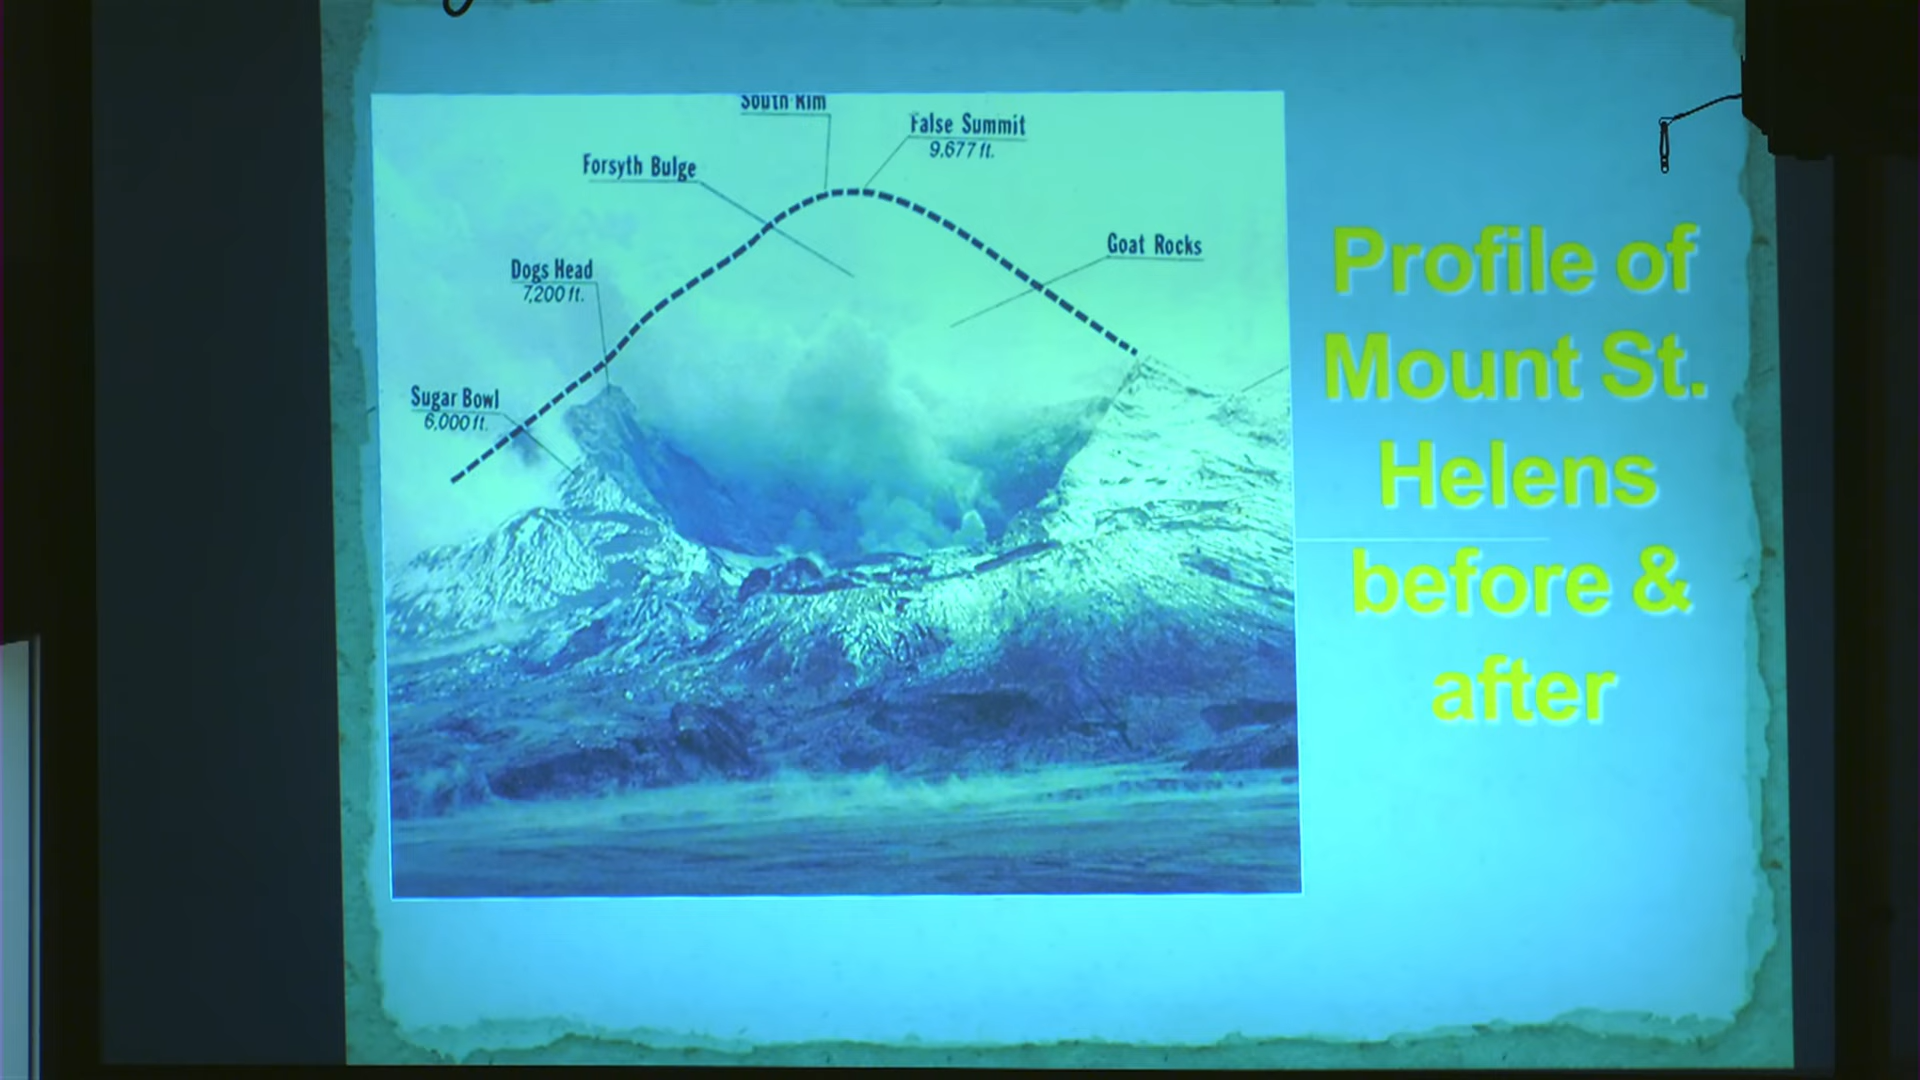 South Rim
False Summit
9,677 ft.
Forsyth Bulge
Goat Rocks
Dogs Head
7,200 ft.
Sugar Bowl
6,000 ft.
Profile of
Mount St.
Helens
before &
after